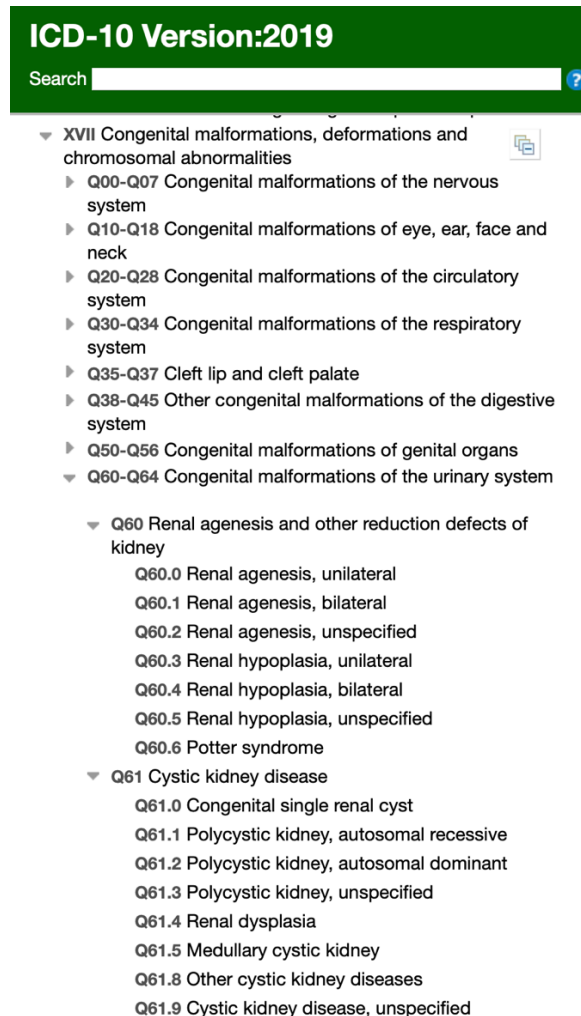 ICD-10 Version:2019
Search
?
XVII Congenital malformations, deformations and
chromosomal abnormalities
Q00-Q07 Congenital malformations of the nervous
system
Q10-Q18 Congenital malformations of eye, ear, face and
neck
Q20-Q28 Congenital malformations of the circulatory
system
Q30-Q34 Congenital malformations of the respiratory
system
Q35-Q37 Cleft lip and cleft palate
Q38-Q45 Other congenital malformations of the digestive
system
Q50-Q56 Congenital malformations of genital organs
Q60-Q64 Congenital malformations of the urinary system
Q60 Renal agenesis and other reduction defects of
kidney
Q60.0 Renal agenesis, unilateral
Q60.1 Renal agenesis, bilateral
Q60.2 Renal agenesis, unspecified
Q60.3 Renal hypoplasia, unilateral
Q60.4 Renal hypoplasia, bilateral
Q60.5 Renal hypoplasia, unspecified
Q60.6 Potter syndrome
Q61 Cystic kidney disease
Q61.0 Congenital single renal cyst
Q61.1 Polycystic kidney, autosomal recessive
Q61.2 Polycystic kidney, autosomal dominant
Q61.3 Polycystic kidney, unspecified
Q61.4 Renal dysplasia
Q61.5 Medullary cystic kidney
Q61.8 Other cystic kidney diseases
Q61.9 Cystic kidney disease, unspecified